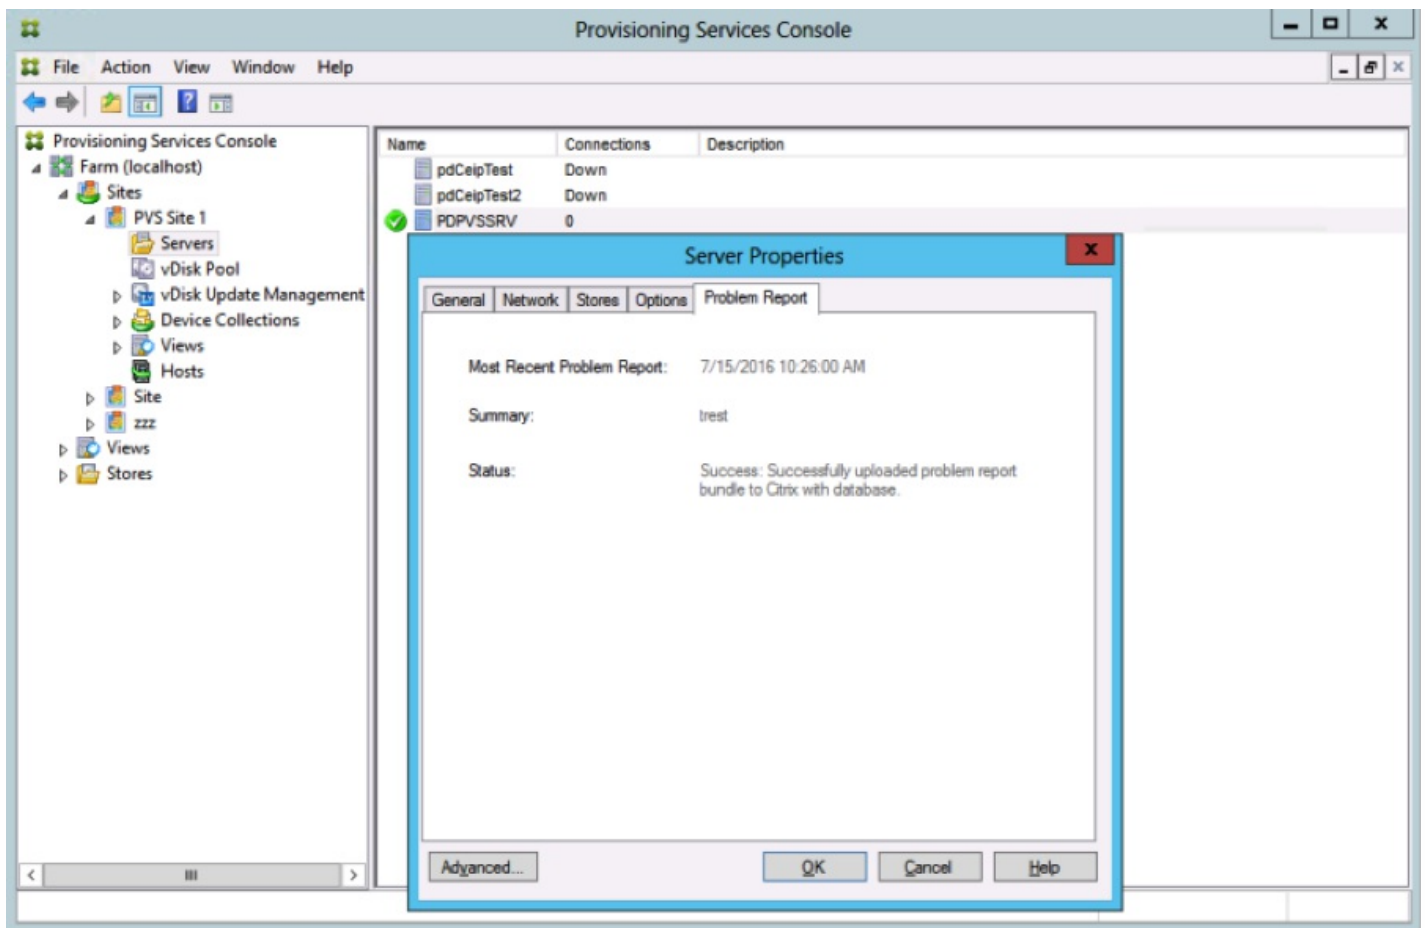 Provisioning Services Console
File Action View Window Help
Provisioning Services Console
Farm (localhost)
Sites
PVS Site 1
Servers
vDisk Pool
vDisk Update Management
Device Collections
Views
Hosts
Site
zzz
Views
Stores
Name Connections Description
pdCeipTest Down
pdCeipTest2 Down
PDPVSSRV 0
Server Properties
General Network Stores Options Problem Report
Most Recent Problem Report: 7/15/2016 10:26:00 AM
Summary: trest
Status: Success: Successfully uploaded problem report
bundle to Citrix with database.
Advanced... OK Cancel Help